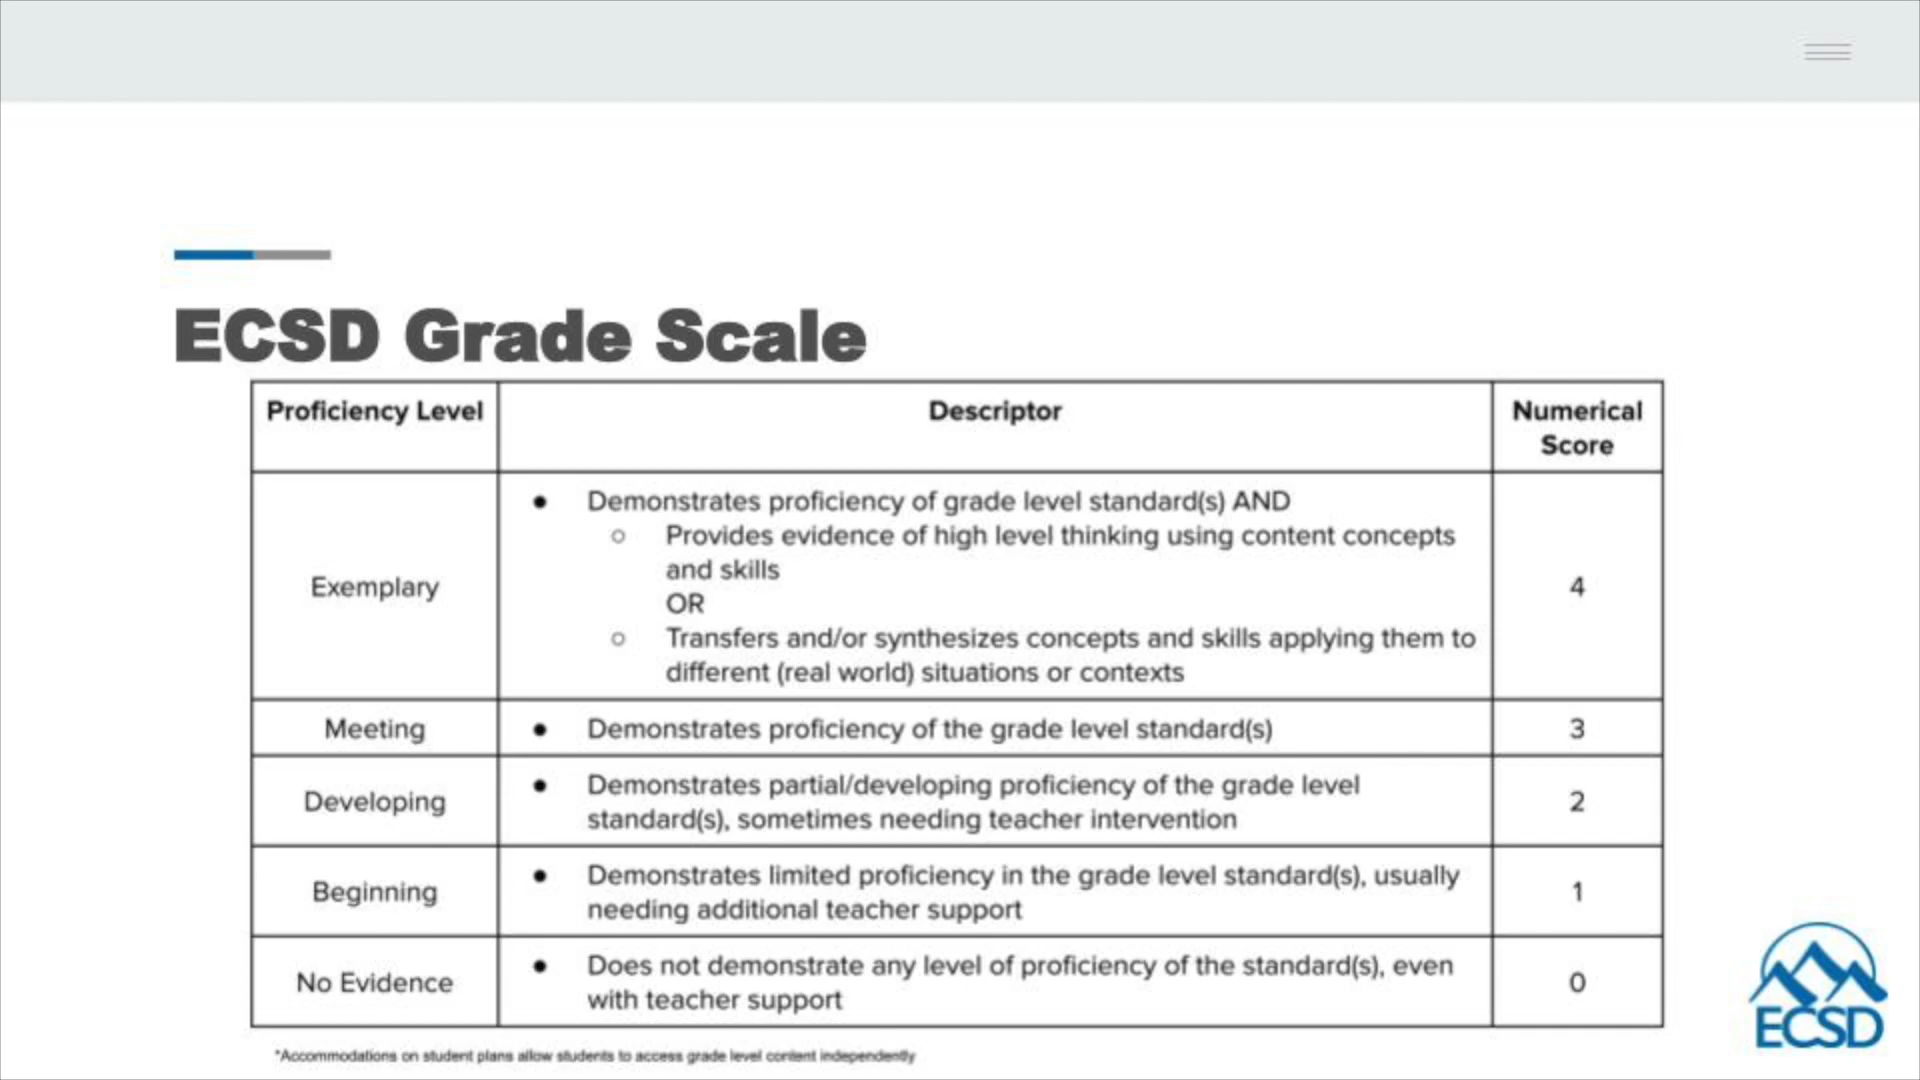 ECSD Grade Scale
Proficiency Level
Descriptor
Numerical
Score
Exemplary
● Demonstrates proficiency of grade level standard(s) AND
○ Provides evidence of high level thinking using content concepts
and skills
OR
○ Transfers and/or synthesizes concepts and skills applying them to
different (real world) situations or contexts
4
Meeting
● Demonstrates proficiency of the grade level standard(s)
3
Developing
● Demonstrates partial/developing proficiency of the grade level
standard(s), sometimes needing teacher intervention
2
Beginning
● Demonstrates limited proficiency in the grade level standard(s), usually
needing additional teacher support
1
No Evidence
● Does not demonstrate any level of proficiency of the standard(s), even
with teacher support
0
*Accommodations on student plans allow students to access grade level content independently
ECSD